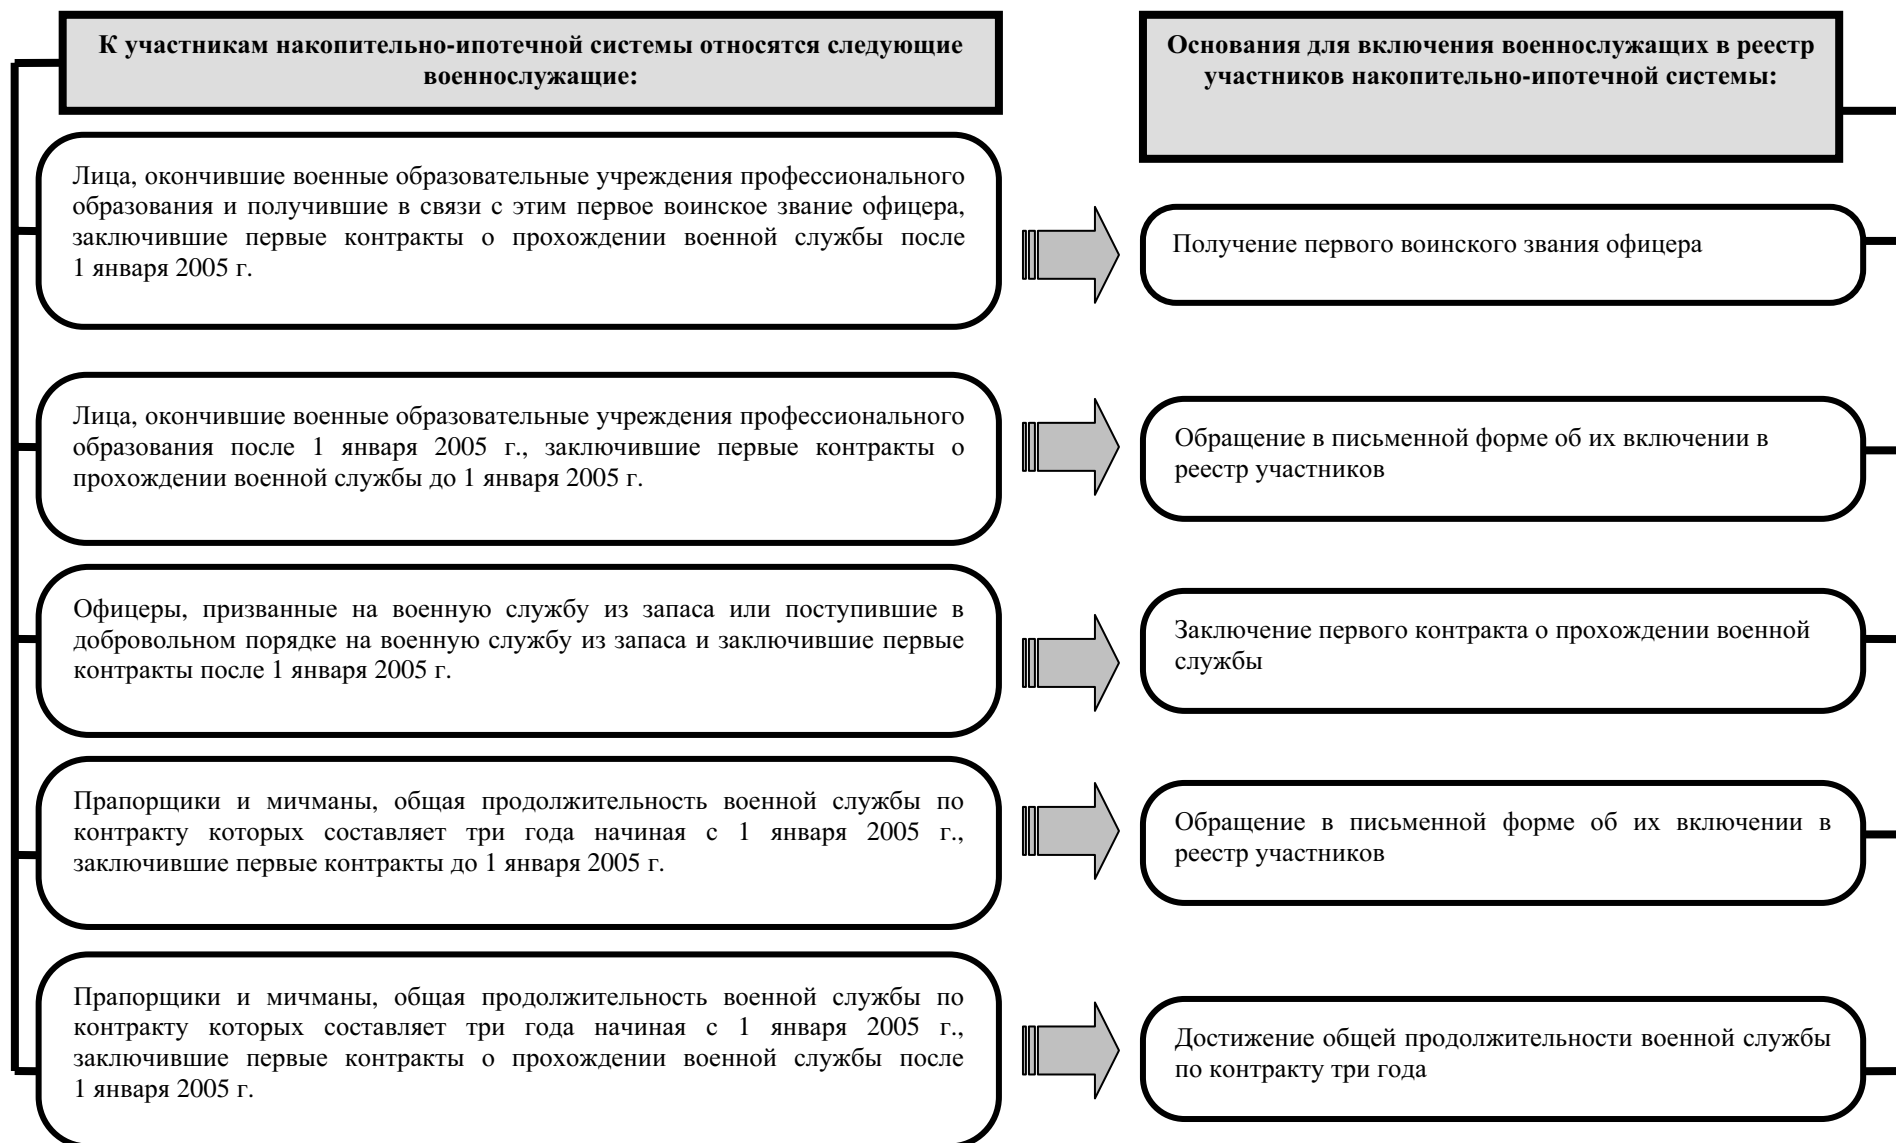 К участникам накопительно-ипотечной системы относятся следующие
военнослужащие:
Основания для включения военнослужащих в реестр
участников накопительно-ипотечной системы:
Лица, окончившие военные образовательные учреждения профессионального
образования и получившие в связи с этим первое воинское звание офицера,
заключившие первые контракты о прохождении военной службы после
1 января 2005 г.
Получение первого воинского звания офицера
Лица, окончившие военные образовательные учреждения профессионального
образования после 1 января 2005 г., заключившие первые контракты о
прохождении военной службы до 1 января 2005 г.
Обращение в письменной форме об их включении в
реестр участников
Офицеры, призванные на военную службу из запаса или поступившие в
добровольном порядке на военную службу из запаса и заключившие первые
контракты после 1 января 2005 г.
Заключение первого контракта о прохождении военной
службы
Прапорщики и мичманы, общая продолжительность военной службы по
контракту которых составляет три года начиная с 1 января 2005 г.,
заключившие первые контракты до 1 января 2005 г.
Обращение в письменной форме об их включении в
реестр участников
Прапорщики и мичманы, общая продолжительность военной службы по
контракту которых составляет три года начиная с 1 января 2005 г.,
заключившие первые контракты о прохождении военной службы после
1 января 2005 г.
Достижение общей продолжительности военной службы
по контракту три года